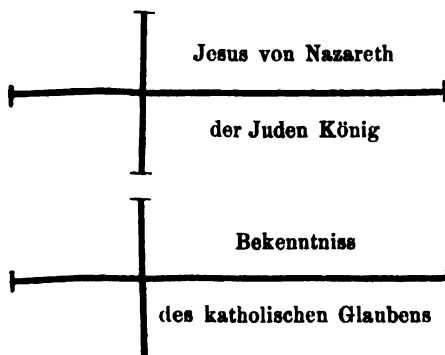 Jesus von Nazareth
der Juden König
Bekenntniss
des katholischen Glaubens